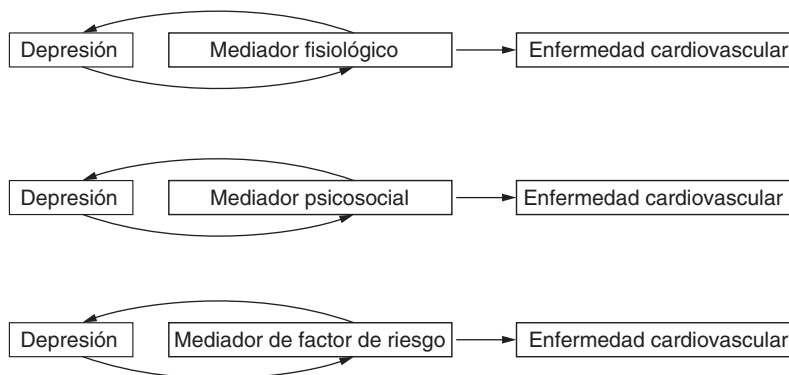 Depresión Mediador fisiológico Enfermedad cardiovascular
Depresión Mediador psicosocial Enfermedad cardiovascular
Depresión Mediador de factor de riesgo Enfermedad cardiovascular